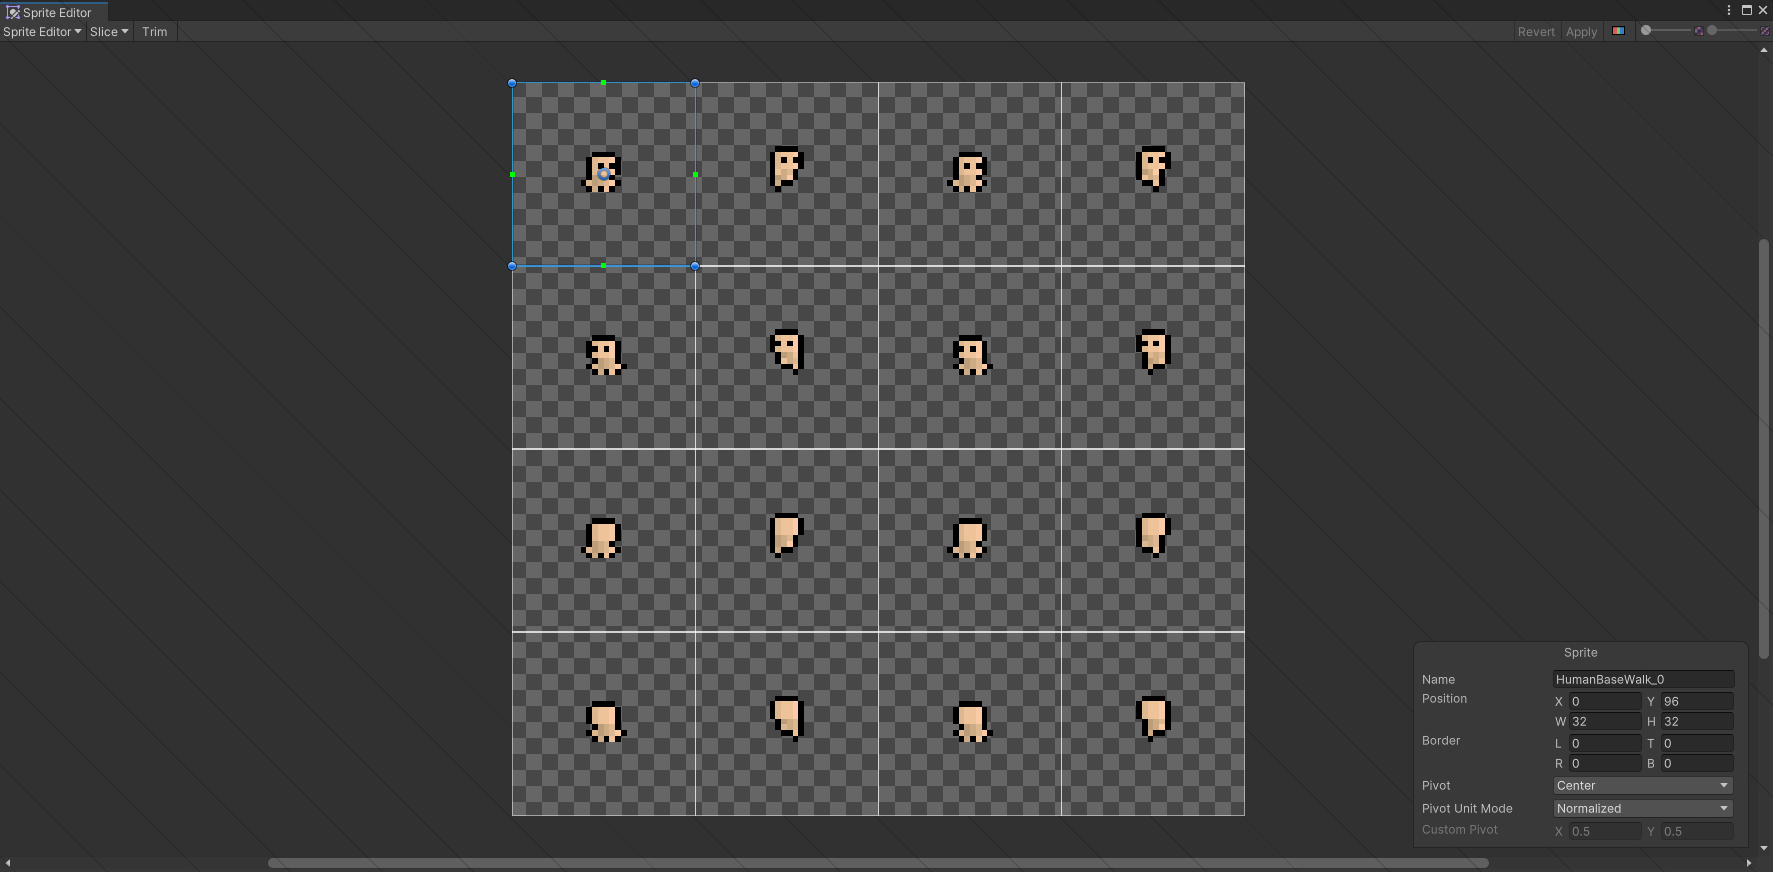 Sprite Editor
Sprite Editor Slice Trim Revert Apply
Sprite
Name HumanBaseWalk_0
Position X 0 Y 96
W 32 H 32
Border L 0 T 0
R 0 B 0
Pivot Center
Pivot Unit Mode Normalized
Custom Pivot X 0.5 Y 0.5